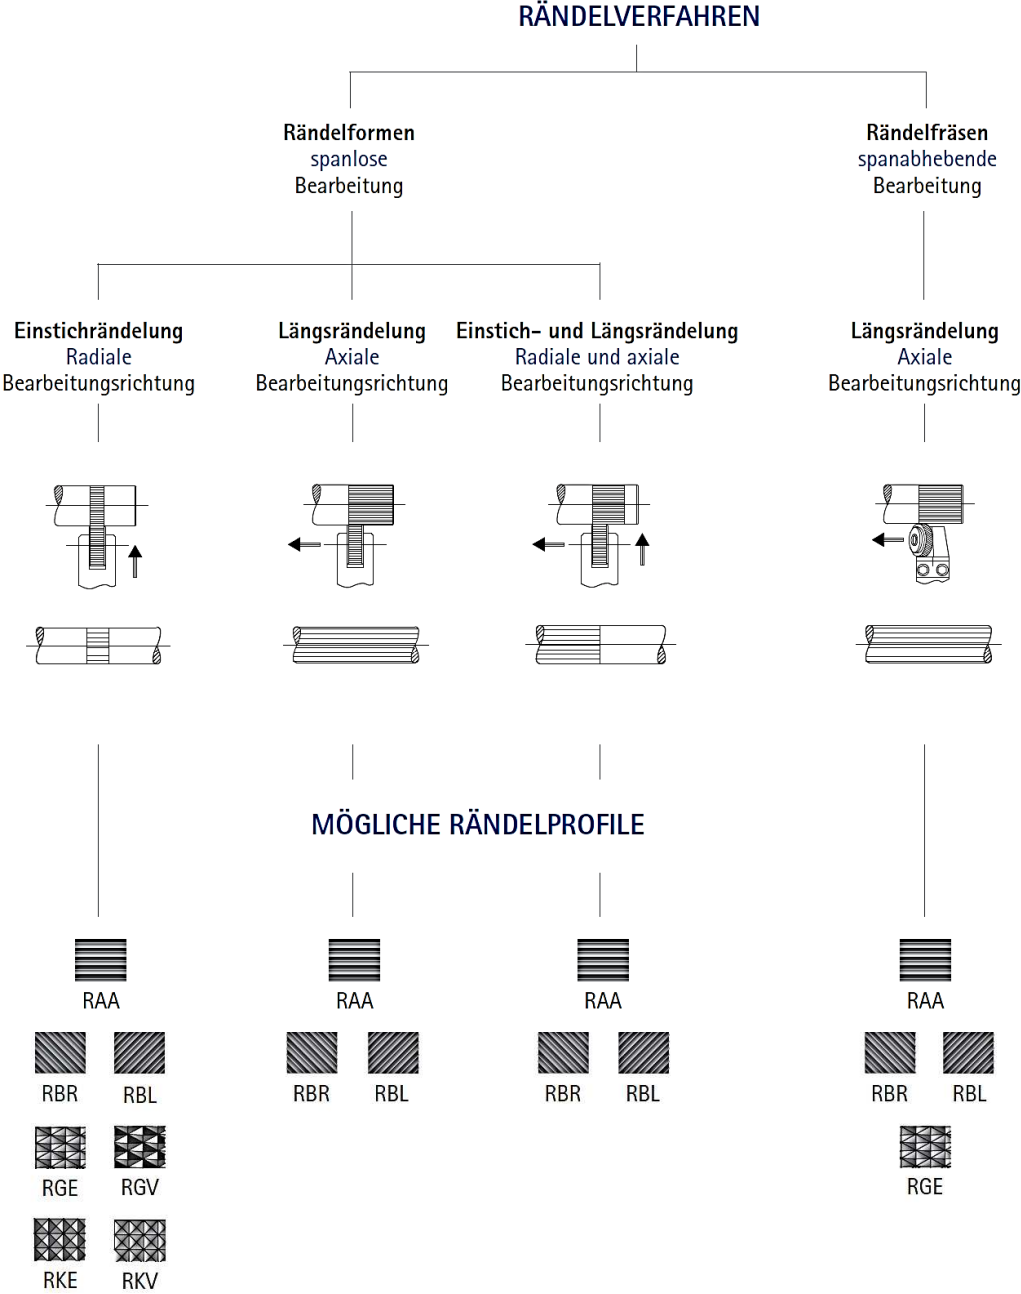 RÄNDELVERFAHREN
Rändelformen
spanlose
Bearbeitung
Rändelfräsen
spanabhebende
Bearbeitung
Einstichrändelung
Radiale
Bearbeitungsrichtung
Längsrändelung
Axiale
Bearbeitungsrichtung
Einstich- und Längsrändelung
Radiale und axiale
Bearbeitungsrichtung
Längsrändelung
Axiale
Bearbeitungsrichtung
MÖGLICHE RÄNDELPROFILE
RAA
RAA
RAA
RAA
RBR
RBL
RBR
RBL
RBR
RBL
RBR
RBL
RGE
RGV
RGE
RKE
RKV